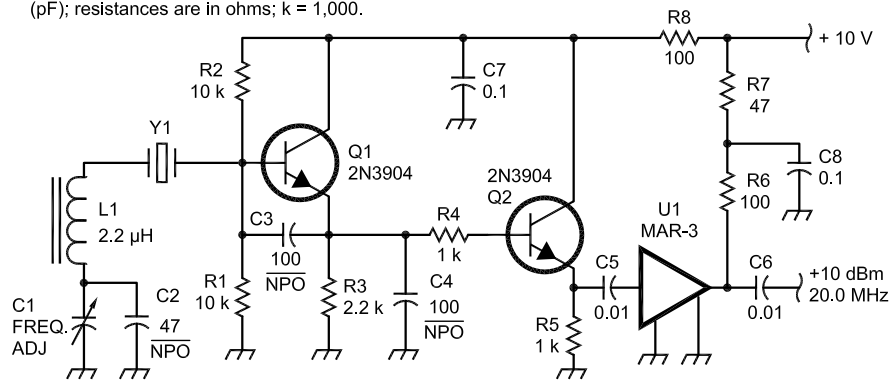 (pF); resistances are in ohms; k = 1,000.
R8
100
+ 10 V
R2
10 k
C7
0.1
R7
47
Y1
Q1
2N3904
C8
0.1
2N3904
Q2
R6
100
U1
MAR-3
L1
2.2 µH
C3
100
NPO
R4
1 k
C5
0.01
C6
0.01
+10 dBm
20.0 MHz
R1
10 k
R3
2.2 k
C4
100
NPO
C1
FREQ.
ADJ
C2
47
NPO
R5
1 k